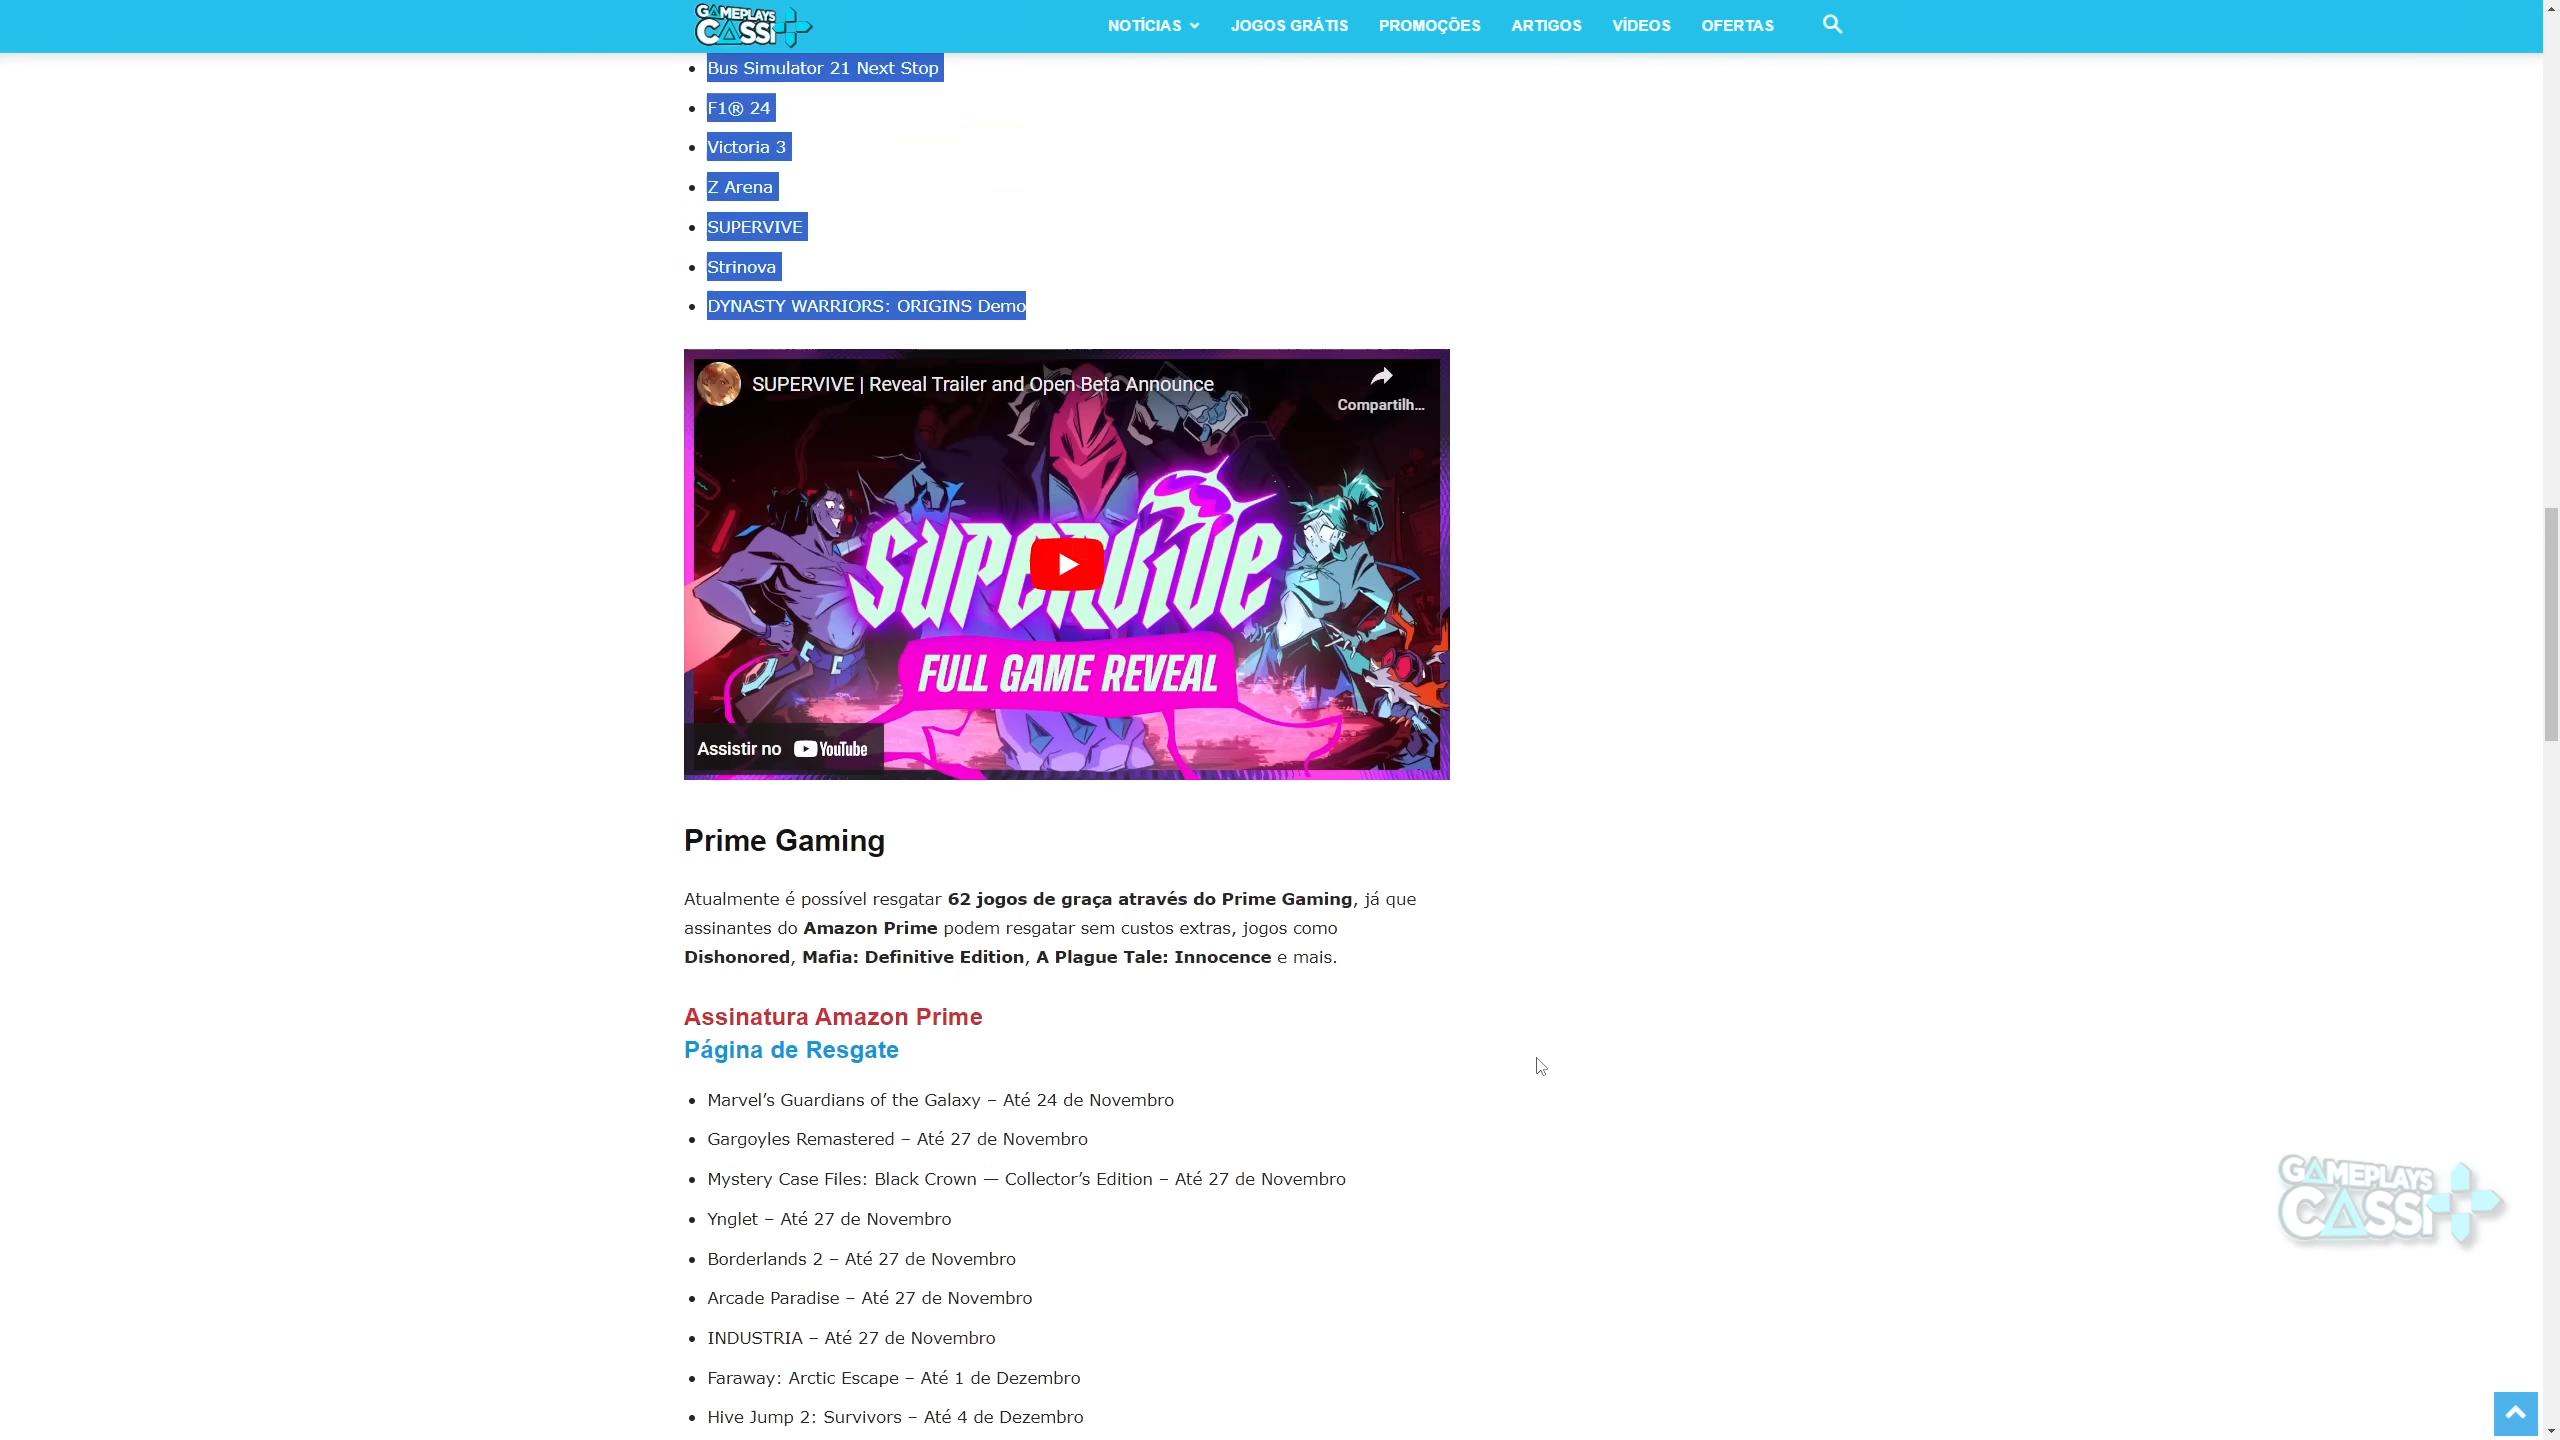 GAMEPLAYS
CASSI
NOTÍCIAS
JOGOS GRÁTIS
PROMOÇÕES
ARTIGOS
VÍDEOS
OFERTAS
Bus Simulator 21 Next Stop
F1® 24
Victoria 3
Z Arena
SUPERVIVE
Strinova
DYNASTY WARRIORS: ORIGINS Demo
SUPERVIVE | Reveal Trailer and Open Beta Announce
Compartilh...
SUPERVIVE
FULL GAME REVEAL
Assistir no YouTube
Prime Gaming
Atualmente é possível resgatar 62 jogos de graça através do Prime Gaming, já que
assinantes do Amazon Prime podem resgatar sem custos extras, jogos como
Dishonored, Mafia: Definitive Edition, A Plague Tale: Innocence e mais.
Assinatura Amazon Prime
Página de Resgate
Marvel’s Guardians of the Galaxy – Até 24 de Novembro
Gargoyles Remastered – Até 27 de Novembro
Mystery Case Files: Black Crown — Collector’s Edition – Até 27 de Novembro
Ynglet – Até 27 de Novembro
Borderlands 2 – Até 27 de Novembro
Arcade Paradise – Até 27 de Novembro
INDUSTRIA – Até 27 de Novembro
Faraway: Arctic Escape – Até 1 de Dezembro
Hive Jump 2: Survivors – Até 4 de Dezembro
GAMEPLAYS
CASSI